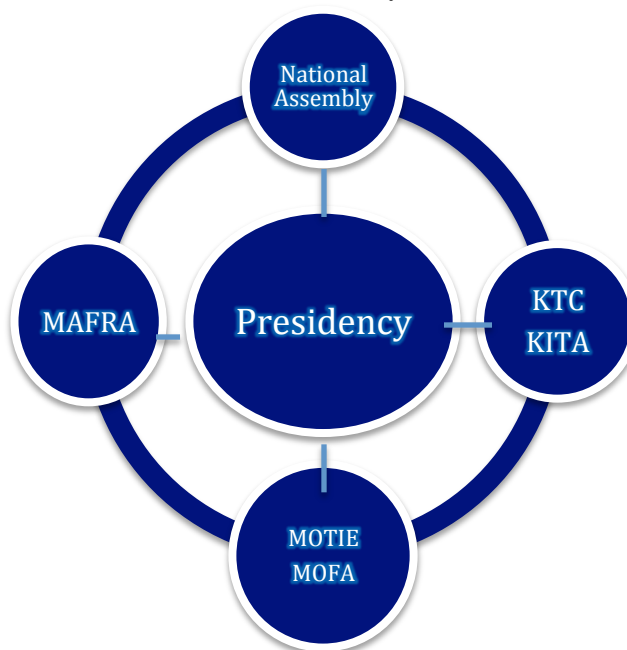 National
Assembly
MAFRA
Presidency
KTC
KITA
MOTIE
MOFA